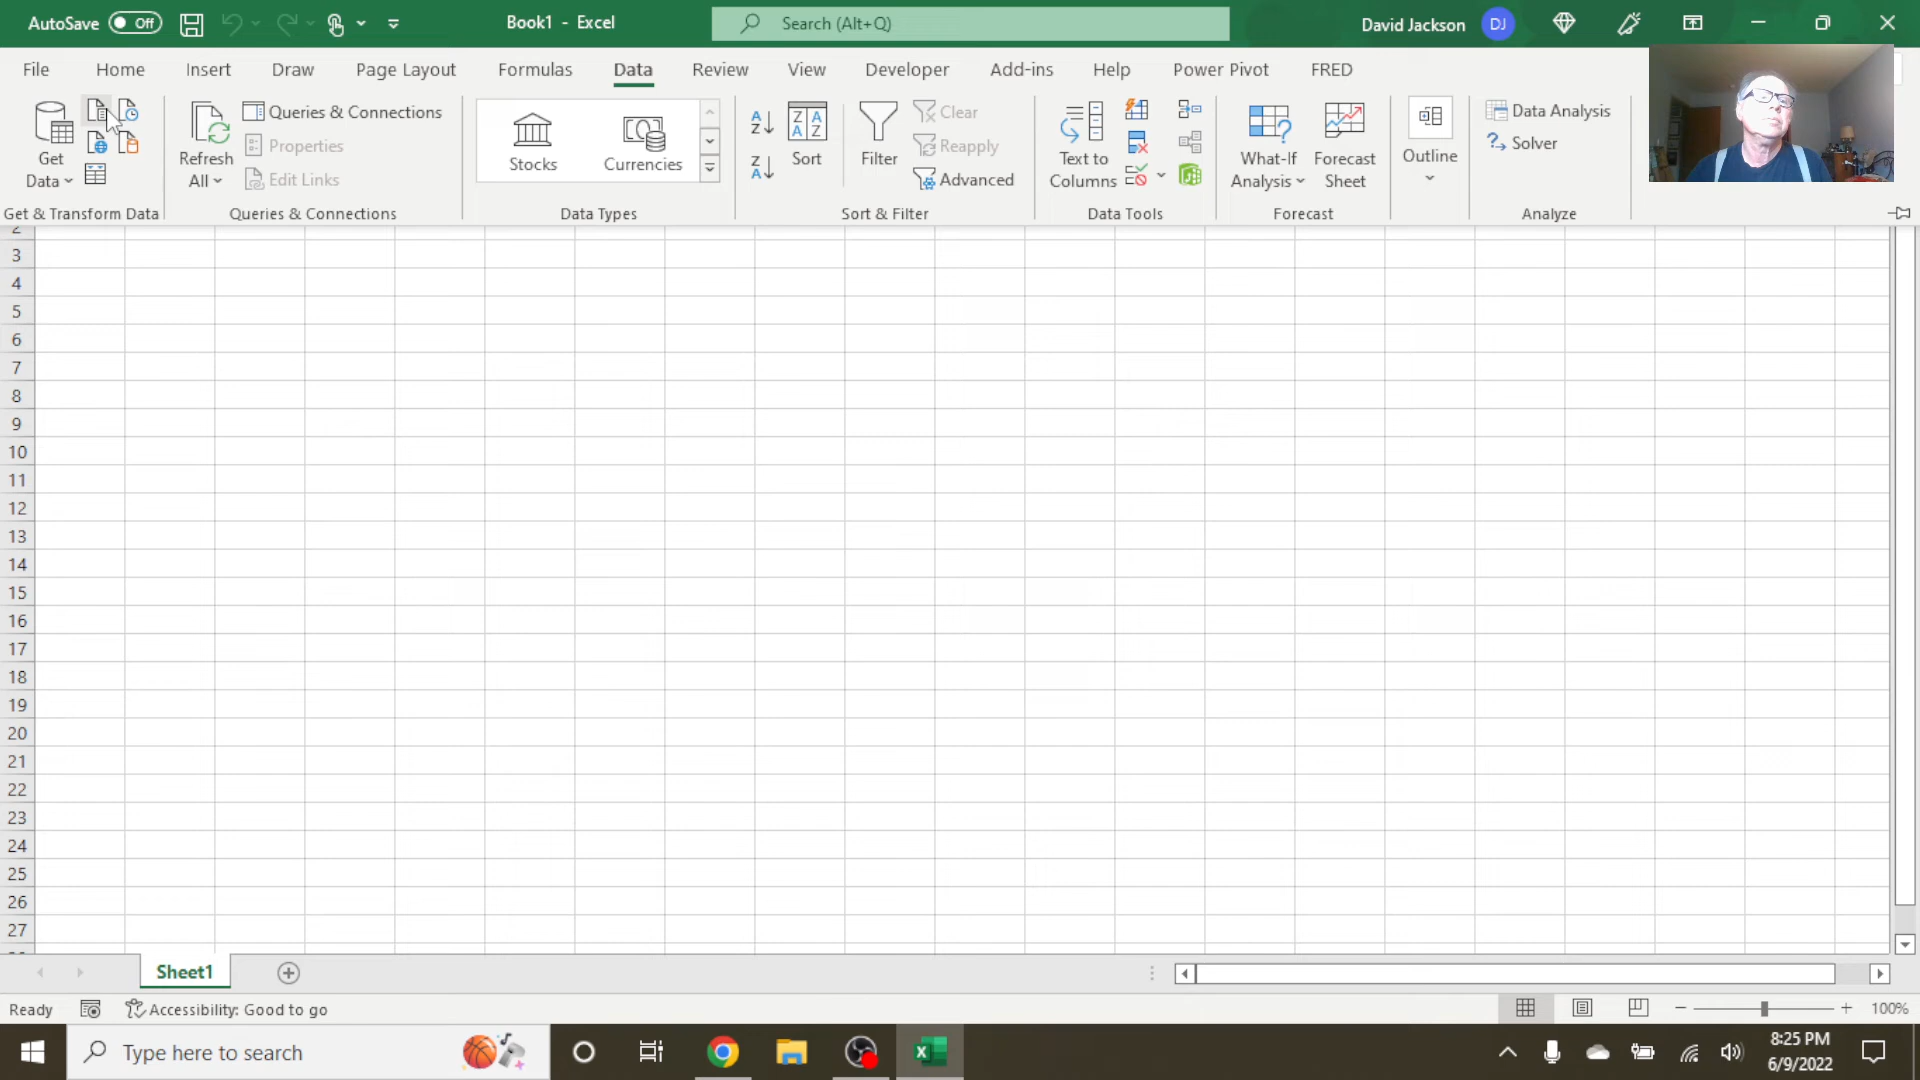 AutoSave Off Book1 - Excel Search (Alt+Q) David Jackson DJ
File Home Insert Draw Page Layout Formulas Data Review View Developer Add-ins Help Power Pivot FRED
Get Data
Refresh All
Queries & Connections
Properties
Edit Links
Stocks
Currencies
Sort
Filter
Clear
Reapply
Advanced
Text to Columns
What-If Analysis
Forecast Sheet
Outline
Data Analysis
Solver
Get & Transform Data Queries & Connections Data Types Sort & Filter Data Tools Forecast Analyze
2
3
4
5
6
7
8
9
10
11
12
13
14
15
16
17
18
19
20
21
22
23
24
25
26
27
Sheet1
Ready Accessibility: Good to go 100%
Type here to search 8:25 PM
6/9/2022